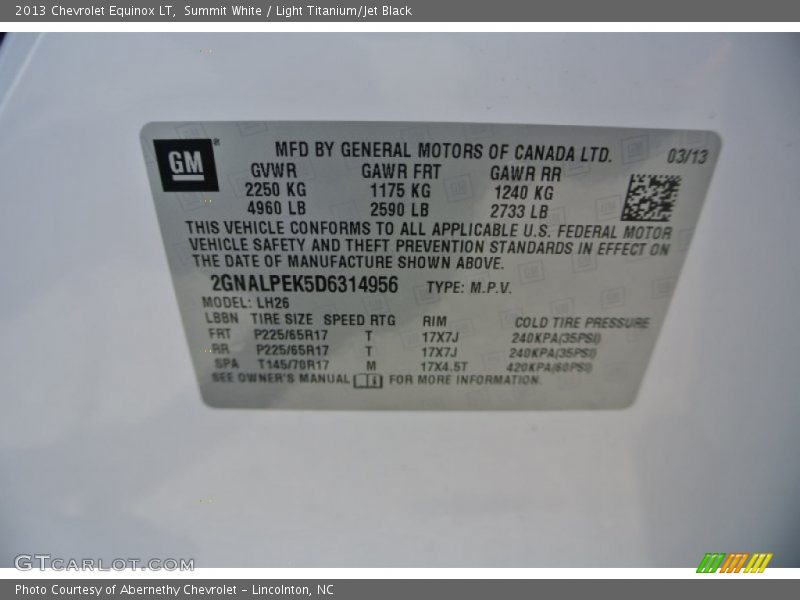 2013 Chevrolet Equinox LT,  Summit White / Light Titanium/Jet Black
GM
MFD BY GENERAL MOTORS OF CANADA LTD. 03/13
GVWR GAWR FRT GAWR RR
2250 KG 1175 KG 1240 KG
4960 LB 2590 LB 2733 LB
THIS VEHICLE CONFORMS TO ALL APPLICABLE U.S. FEDERAL MOTOR
VEHICLE SAFETY AND THEFT PREVENTION STANDARDS IN EFFECT ON
THE DATE OF MANUFACTURE SHOWN ABOVE.
2GNALPEK5D6314956 TYPE: M.P.V.
MODEL: LH26
LBBN TIRE SIZE SPEED RTG RIM COLD TIRE PRESSURE
FRT P225/65R17 T 17X7J 240KPA(35PSI)
RR P225/65R17 T 17X7J 240KPA(35PSI)
SPA T145/70R17 M 17X4.5T 420KPA(60PSI)
SEE OWNER'S MANUAL FOR MORE INFORMATION.
GTCARLOT.COM
Photo Courtesy of Abernethy Chevrolet – Lincolnton, NC